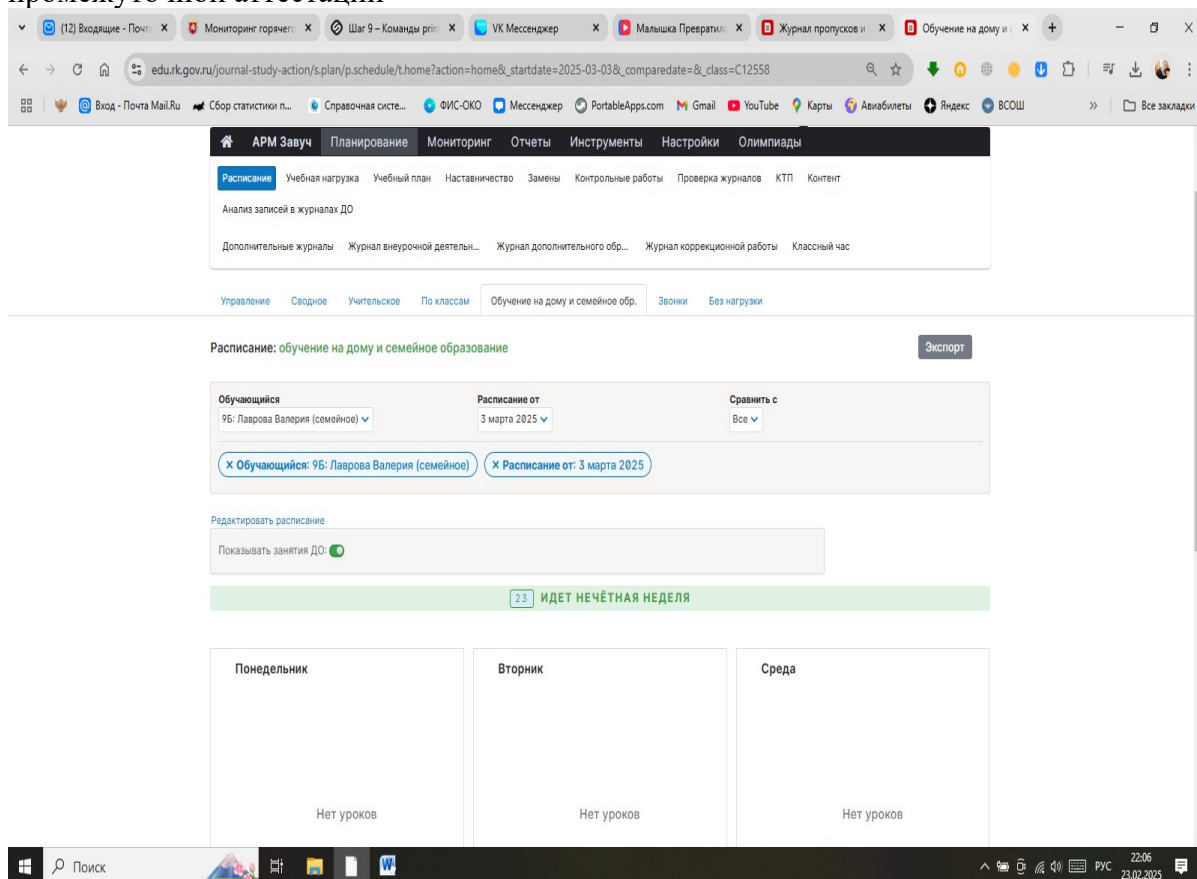 промежуточной аттестации
(12) Входящие - Почт
Мониторинг горячег
Шаг 9 – Команды prin
VK Мессенджер
Малышка Превратил
Журнал пропусков и
Обучение на дому и с
edu.rk.gov.ru/journal-study-action/s.plan/p.schedule/t.home?action=home&_startdate=2025-03-03&_comparedate=&_class=C12558
Вход - Почта Mail.Ru
Сбор статистики п...
Справочная систе...
ФИС-ОКО
Мессенджер
PortableApps.com
Gmail
YouTube
Карты
Авиабилеты
Яндекс
ВСОШ
» Все закладки
АРМ Завуч Планирование Мониторинг Отчеты Инструменты Настройки Олимпиады
Расписание Учебная нагрузка Учебный план Наставничество Замены Контрольные работы Проверка журналов КТП Контент
Анализ записей в журналах ДО
Дополнительные журналы Журнал внеурочной деятельн... Журнал дополнительного обр... Журнал коррекционной работы Классный час
Управление Сводное Учительское По классам Обучение на дому и семейное обр. Звонки Без нагрузки
Расписание: обучение на дому и семейное образование Экспорт
Обучающийся Расписание от Сравнить с
9Б: Лаврова Валерия (семейное) 3 марта 2025 Все
× Обучающийся: 9Б: Лаврова Валерия (семейное) × Расписание от: 3 марта 2025
Редактировать расписание
Показывать занятия ДО:
23 ИДЕТ НЕЧЁТНАЯ НЕДЕЛЯ
Понедельник Вторник Среда
Нет уроков Нет уроков Нет уроков
Поиск
РУС
22:06
23.02.2025